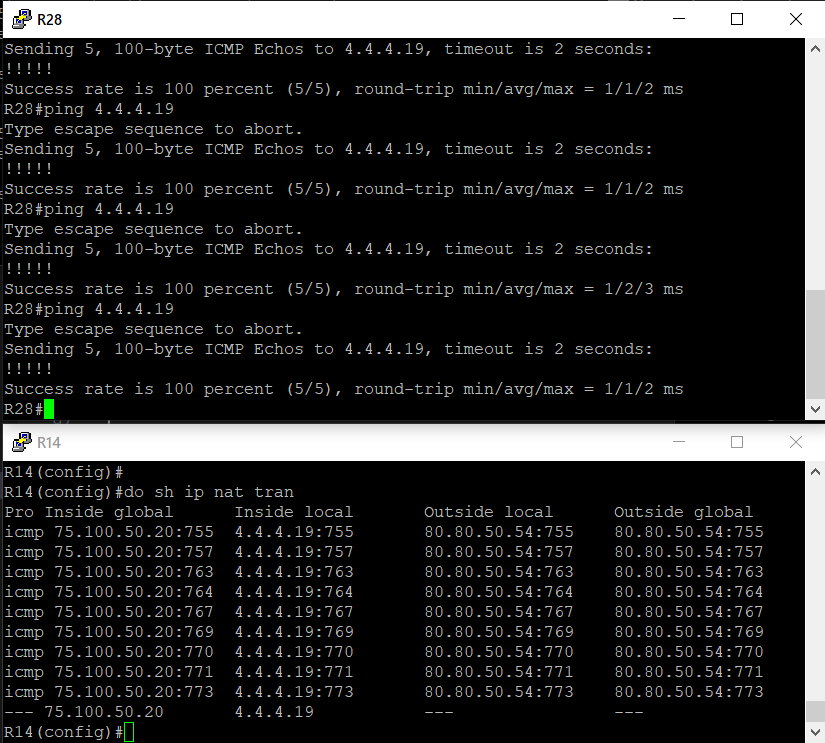 R28
Sending 5, 100-byte ICMP Echos to 4.4.4.19, timeout is 2 seconds:
!!!!!
Success rate is 100 percent (5/5), round-trip min/avg/max = 1/1/2 ms
R28#ping 4.4.4.19
Type escape sequence to abort.
Sending 5, 100-byte ICMP Echos to 4.4.4.19, timeout is 2 seconds:
!!!!!
Success rate is 100 percent (5/5), round-trip min/avg/max = 1/1/2 ms
R28#ping 4.4.4.19
Type escape sequence to abort.
Sending 5, 100-byte ICMP Echos to 4.4.4.19, timeout is 2 seconds:
!!!!!
Success rate is 100 percent (5/5), round-trip min/avg/max = 1/2/3 ms
R28#ping 4.4.4.19
Type escape sequence to abort.
Sending 5, 100-byte ICMP Echos to 4.4.4.19, timeout is 2 seconds:
!!!!!
Success rate is 100 percent (5/5), round-trip min/avg/max = 1/1/2 ms
R28#
R14
R14(config)#
R14(config)#do sh ip nat tran
Pro Inside global      Inside local       Outside local      Outside global
icmp 75.100.50.20:755  4.4.4.19:755       80.80.50.54:755    80.80.50.54:755
icmp 75.100.50.20:757  4.4.4.19:757       80.80.50.54:757    80.80.50.54:757
icmp 75.100.50.20:763  4.4.4.19:763       80.80.50.54:763    80.80.50.54:763
icmp 75.100.50.20:764  4.4.4.19:764       80.80.50.54:764    80.80.50.54:764
icmp 75.100.50.20:767  4.4.4.19:767       80.80.50.54:767    80.80.50.54:767
icmp 75.100.50.20:769  4.4.4.19:769       80.80.50.54:769    80.80.50.54:769
icmp 75.100.50.20:770  4.4.4.19:770       80.80.50.54:770    80.80.50.54:770
icmp 75.100.50.20:771  4.4.4.19:771       80.80.50.54:771    80.80.50.54:771
icmp 75.100.50.20:773  4.4.4.19:773       80.80.50.54:773    80.80.50.54:773
--- 75.100.50.20       4.4.4.19           ---                ---
R14(config)#